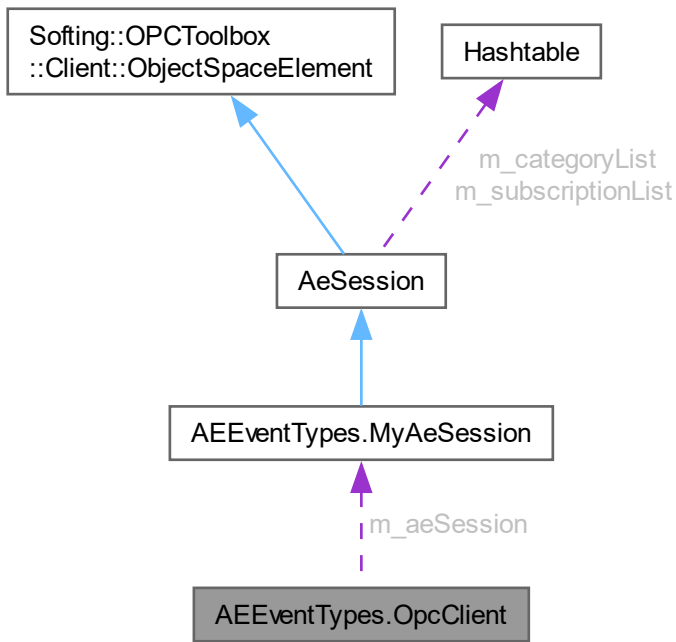 Softing::OPCToolbox
::Client::ObjectSpaceElement
Hashtable
m_categoryList
m_subscriptionList
AeSession
AEEventTypes.MyAeSession
m_aeSession
AEEventTypes.OpcClient